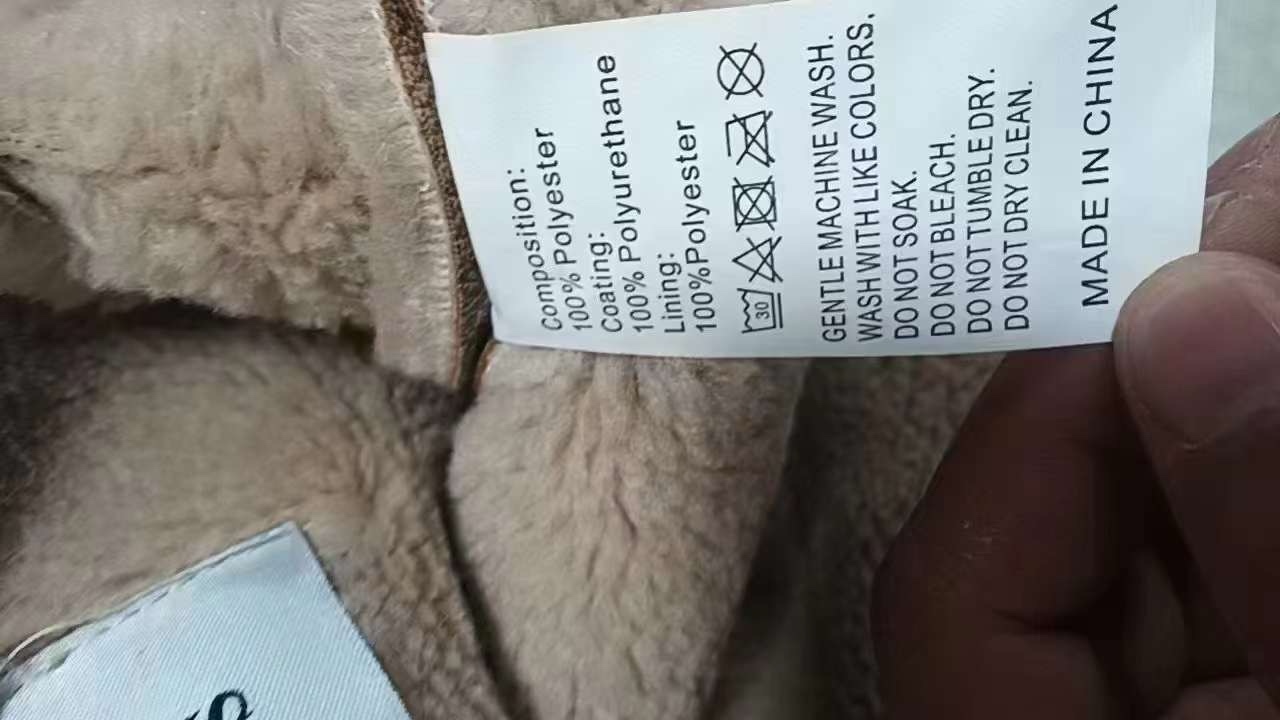 Composition:
100% Polyester
Coating:
100% Polyurethane
Lining:
100%Polyester
30
GENTLE MACHINE WASH.
WASH WITH LIKE COLORS.
DO NOT SOAK.
DO NOT BLEACH.
DO NOT TUMBLE DRY.
DO NOT DRY CLEAN.
MADE IN CHINA